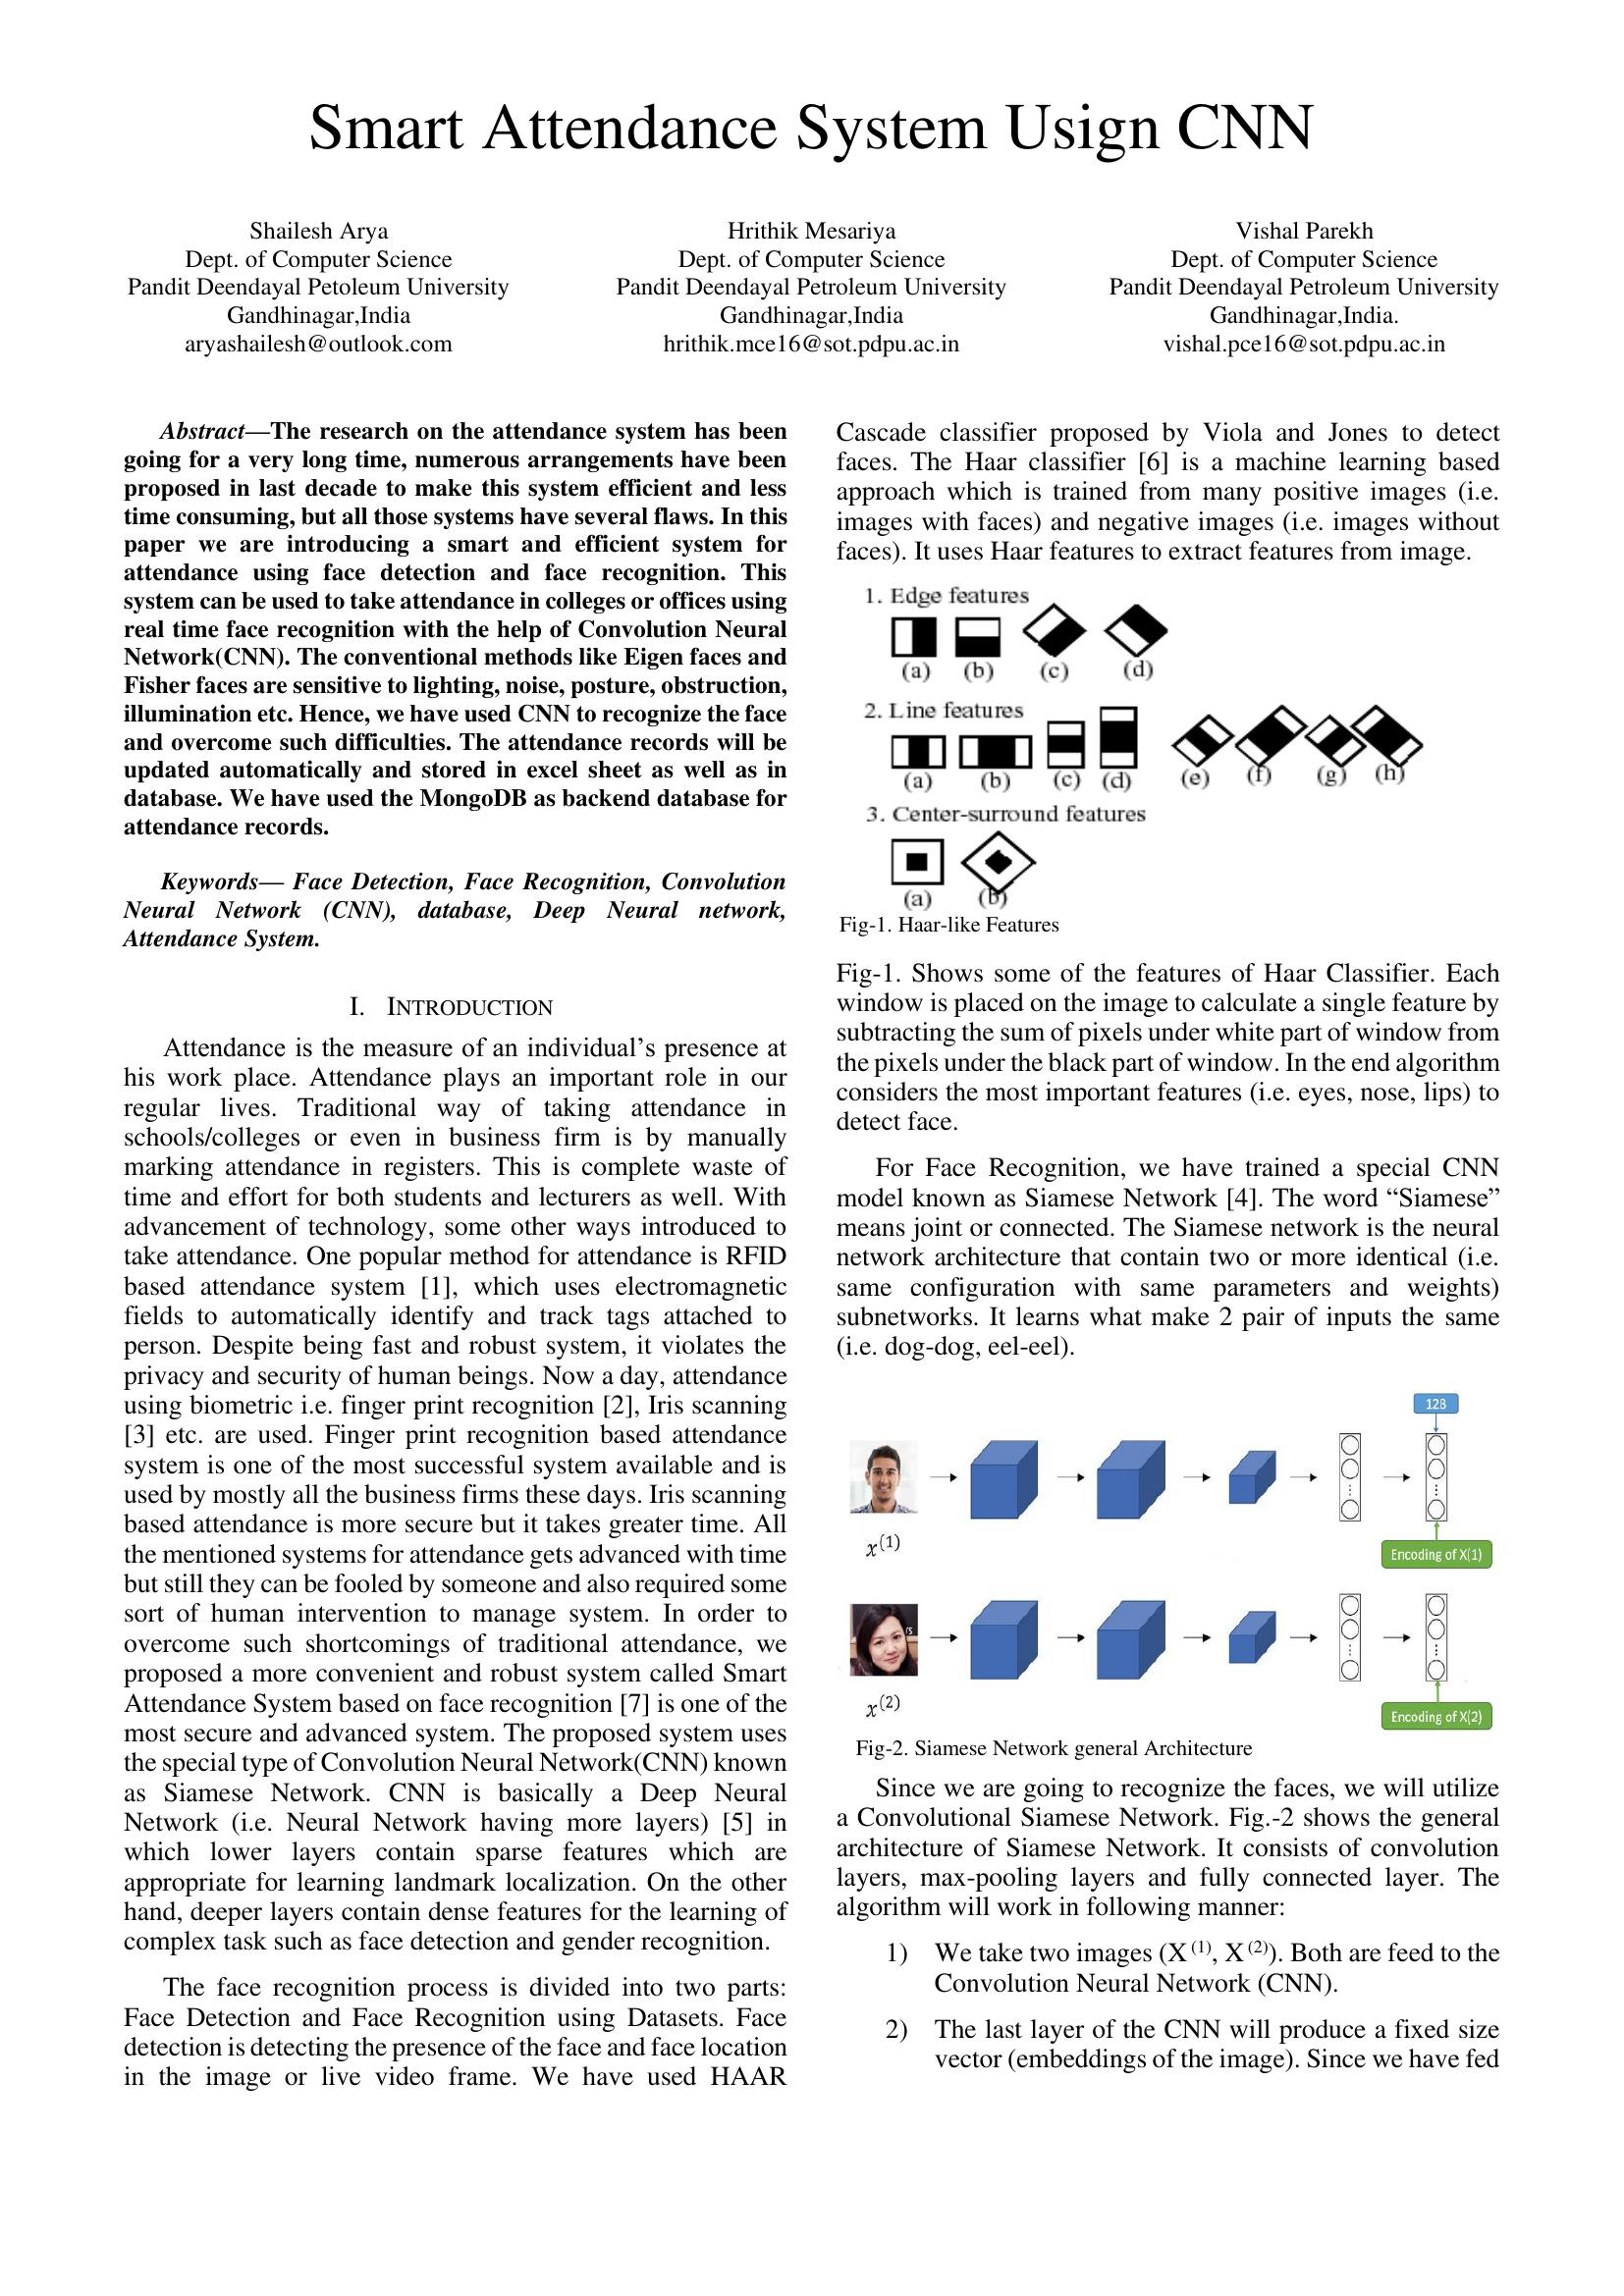 Smart Attendance System Usign CNN
Shailesh Arya
Dept. of Computer Science
Pandit Deendayal Petoleum University
Gandhinagar,India
aryashailesh@outlook.com
Hrithik Mesariya
Dept. of Computer Science
Pandit Deendayal Petroleum University
Gandhinagar,India
hrithik.mce16@sot.pdpu.ac.in
Vishal Parekh
Dept. of Computer Science
Pandit Deendayal Petroleum University
Gandhinagar,India.
vishal.pce16@sot.pdpu.ac.in
Abstract—The research on the attendance system has been
going for a very long time, numerous arrangements have been
proposed in last decade to make this system efficient and less
time consuming, but all those systems have several flaws. In this
paper we are introducing a smart and efficient system for
attendance using face detection and face recognition. This
system can be used to take attendance in colleges or offices using
real time face recognition with the help of Convolution Neural
Network(CNN). The conventional methods like Eigen faces and
Fisher faces are sensitive to lighting, noise, posture, obstruction,
illumination etc. Hence, we have used CNN to recognize the face
and overcome such difficulties. The attendance records will be
updated automatically and stored in excel sheet as well as in
database. We have used the MongoDB as backend database for
attendance records.
Keywords— Face Detection, Face Recognition, Convolution
Neural Network (CNN), database, Deep Neural network,
Attendance System.
I. INTRODUCTION
Attendance is the measure of an individual's presence at
his work place. Attendance plays an important role in our
regular lives. Traditional way of taking attendance in
schools/colleges or even in business firm is by manually
marking attendance in registers. This is complete waste of
time and effort for both students and lecturers as well. With
advancement of technology, some other ways introduced to
take attendance. One popular method for attendance is RFID
based attendance system [1], which uses electromagnetic
fields to automatically identify and track tags attached to
person. Despite being fast and robust system, it violates the
privacy and security of human beings. Now a day, attendance
using biometric i.e. finger print recognition [2], Iris scanning
[3] etc. are used. Finger print recognition based attendance
system is one of the most successful system available and is
used by mostly all the business firms these days. Iris scanning
based attendance is more secure but it takes greater time. All
the mentioned systems for attendance gets advanced with time
but still they can be fooled by someone and also required some
sort of human intervention to manage system. In order to
overcome such shortcomings of traditional attendance, we
proposed a more convenient and robust system called Smart
Attendance System based on face recognition [7] is one of the
most secure and advanced system. The proposed system uses
the special type of Convolution Neural Network(CNN) known
as Siamese Network. CNN is basically a Deep Neural
Network (i.e. Neural Network having more layers) [5] in
which lower layers contain sparse features which are
appropriate for learning landmark localization. On the other
hand, deeper layers contain dense features for the learning of
complex task such as face detection and gender recognition.
The face recognition process is divided into two parts:
Face Detection and Face Recognition using Datasets. Face
detection is detecting the presence of the face and face location
in the image or live video frame. We have used HAAR
Cascade classifier proposed by Viola and Jones to detect
faces. The Haar classifier [6] is a machine learning based
approach which is trained from many positive images (i.e.
images with faces) and negative images (i.e. images without
faces). It uses Haar features to extract features from image.
1. Edge features
(a) (b) (c) (d)
2. Line features
(a) (b) (c) (d) (e) (f) (g) (h)
3. Center-surround features
(a) (b)
Fig-1. Haar-like Features
Fig-1. Shows some of the features of Haar Classifier. Each
window is placed on the image to calculate a single feature by
subtracting the sum of pixels under white part of window from
the pixels under the black part of window. In the end algorithm
considers the most important features (i.e. eyes, nose, lips) to
detect face.
For Face Recognition, we have trained a special CNN
model known as Siamese Network [4]. The word “Siamese”
means joint or connected. The Siamese network is the neural
network architecture that contain two or more identical (i.e.
same configuration with same parameters and weights)
subnetworks. It learns what make 2 pair of inputs the same
(i.e. dog-dog, eel-eel).
128
x(1)
Encoding of X(1)
x(2)
Encoding of X(2)
Fig-2. Siamese Network general Architecture
Since we are going to recognize the faces, we will utilize
a Convolutional Siamese Network. Fig.-2 shows the general
architecture of Siamese Network. It consists of convolution
layers, max-pooling layers and fully connected layer. The
algorithm will work in following manner:
1) We take two images (X (1), X (2)). Both are feed to the
Convolution Neural Network (CNN).
2) The last layer of the CNN will produce a fixed size
vector (embeddings of the image). Since we have fed